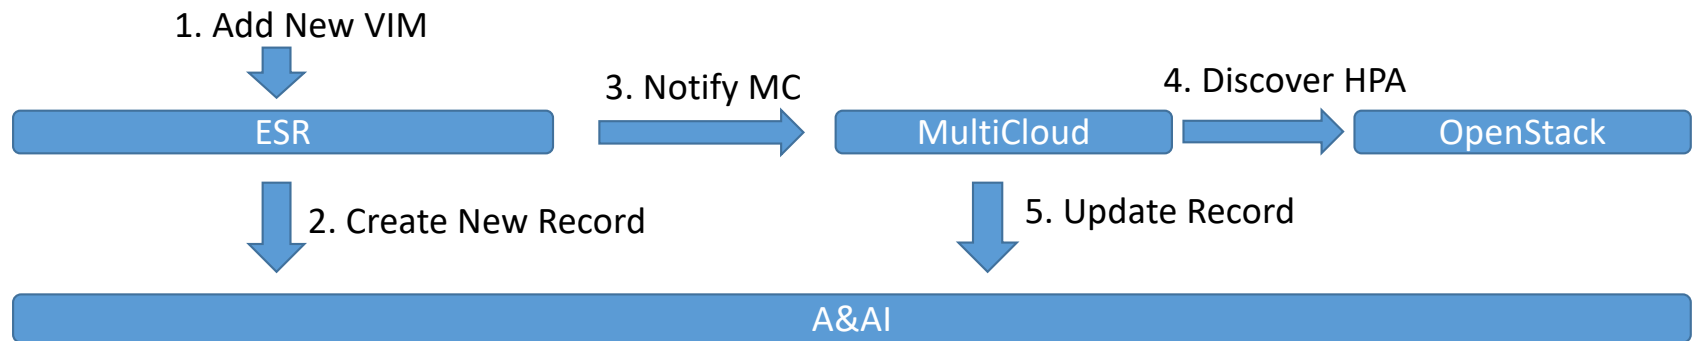 1. Add New VIM
3. Notify MC
4. Discover HPA
ESR
MultiCloud
OpenStack
2. Create New Record
5. Update Record
A&AI